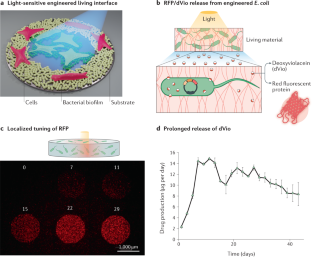 a Light-sensitive engineered living interface
Cells
Bacterial biofilm
Substrate
b RFP/dVio release from engineered E. coli
Light
Living material
Deoxyviolacein
(dVio)
Red fluorescent
protein
c Localized tuning of RFP
0 7 11
15 22 29
1,000 µm
d Prolonged release of dVio
Drug production (µg per day)
16
14
12
10
8
6
4
2
0
0 20 40
Time (days)